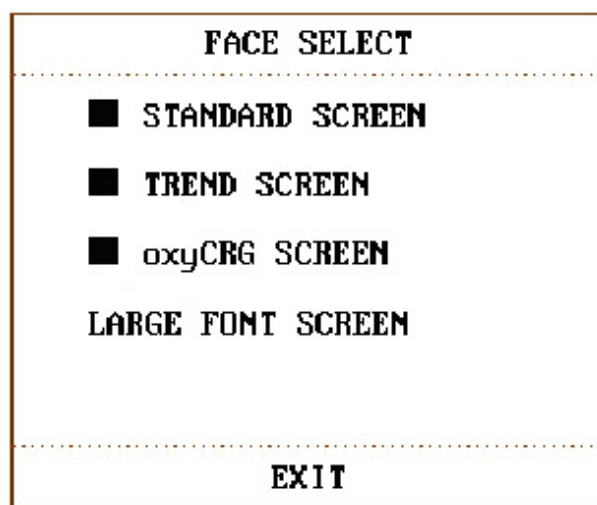 FACE SELECT
STANDARD SCREEN
TREND SCREEN
oxyCRG SCREEN
LARGE FONT SCREEN
EXIT